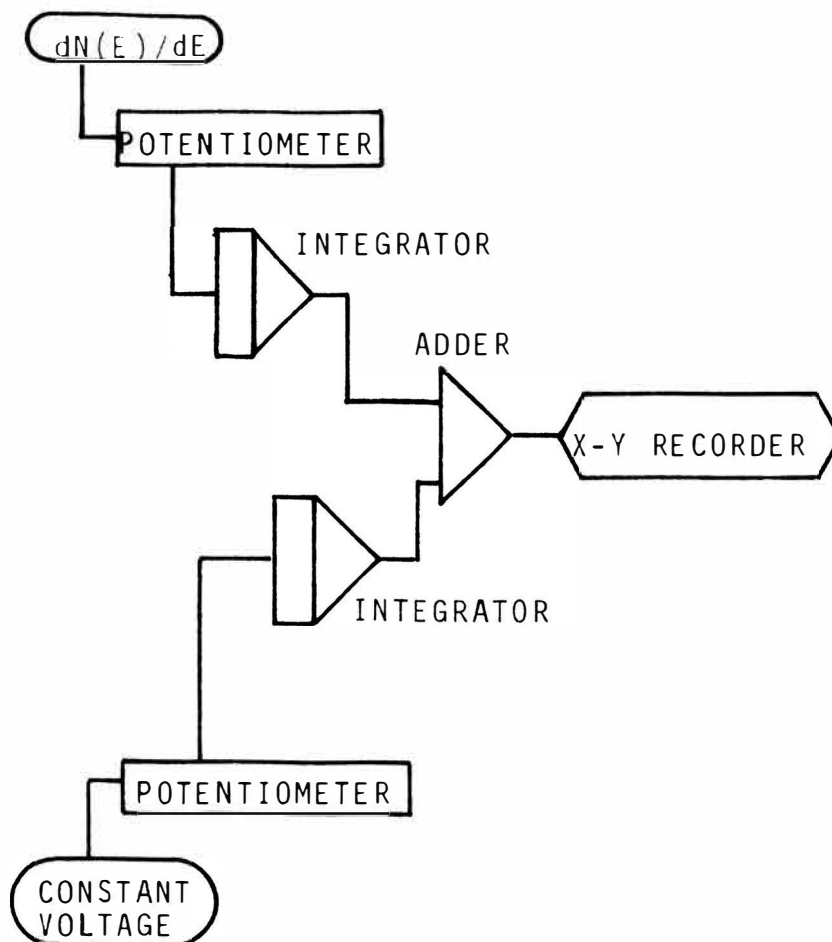 dN(E)/dE
POTENTIOMETER
INTEGRATOR
ADDER
X-Y RECORDER
INTEGRATOR
POTENTIOMETER
CONSTANT
VOLTAGE